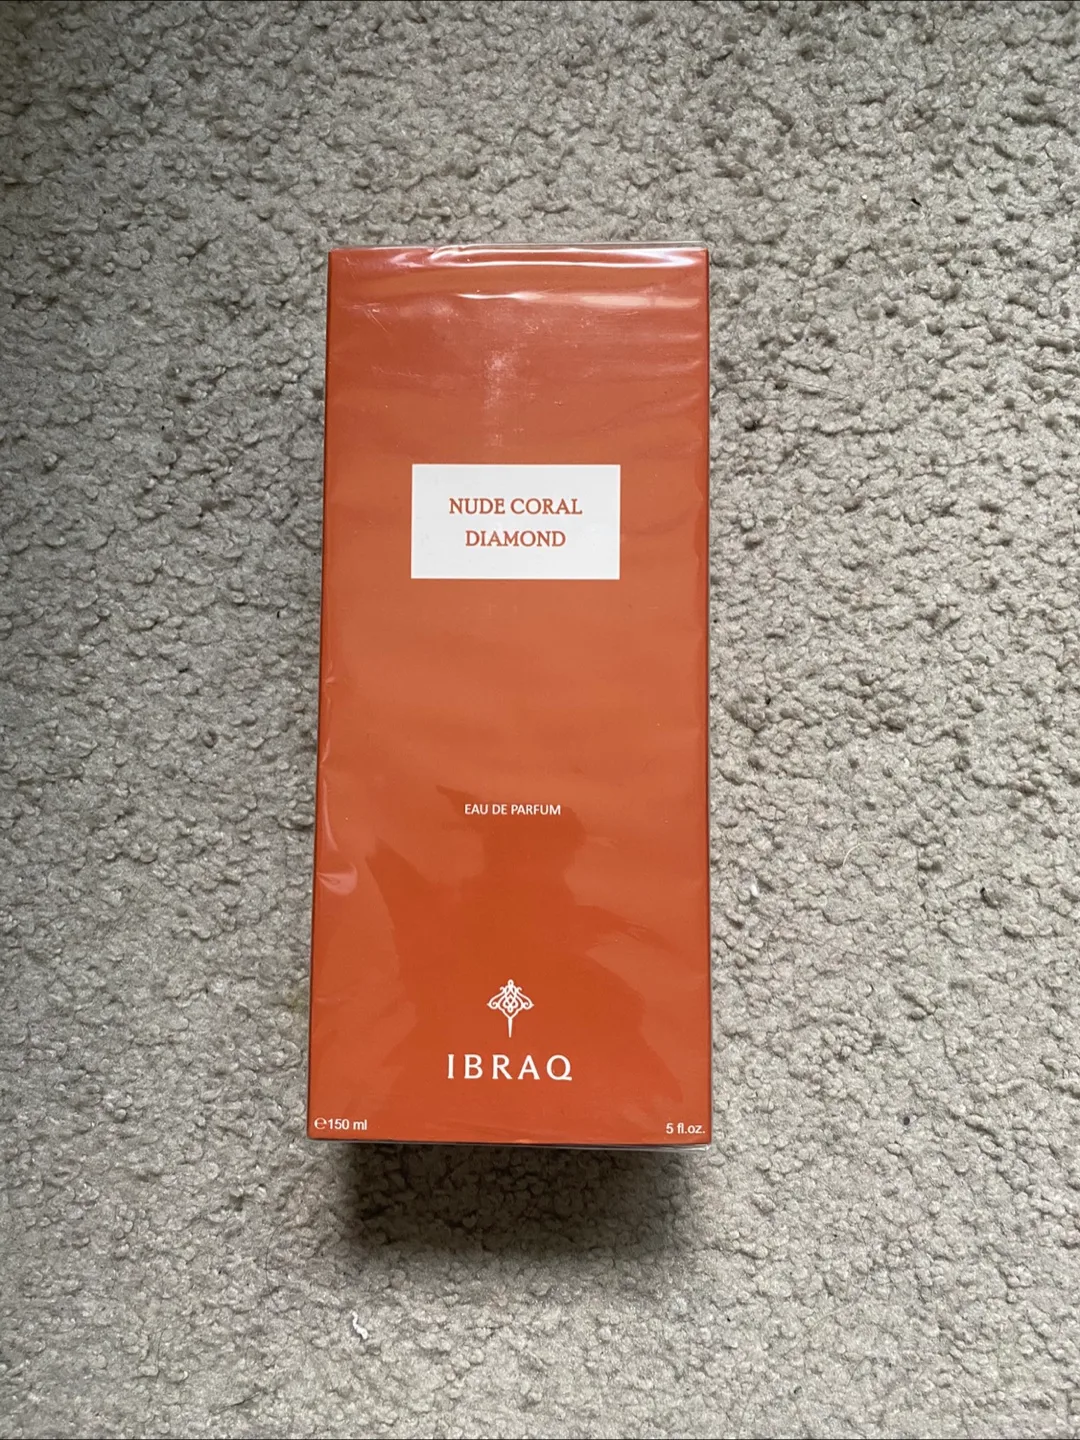 NUDE CORAL
DIAMOND
EAU DE PARFUM
IBRAQ
℮150 ml
5 fl.oz.